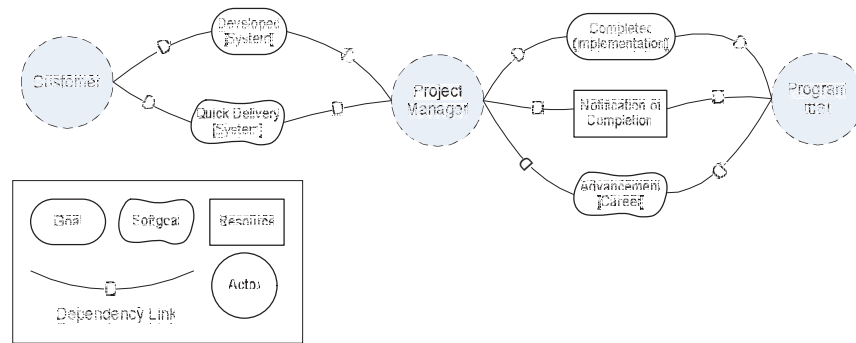 Developed
[System]
Completed
[Implementation]
Customer
Quick Delivery
[System]
Project
Manager
Notification of
Completion
Program
mer
Advancement
[Career]
Goal
Softgoal
Resource
Actor
Dependency Link